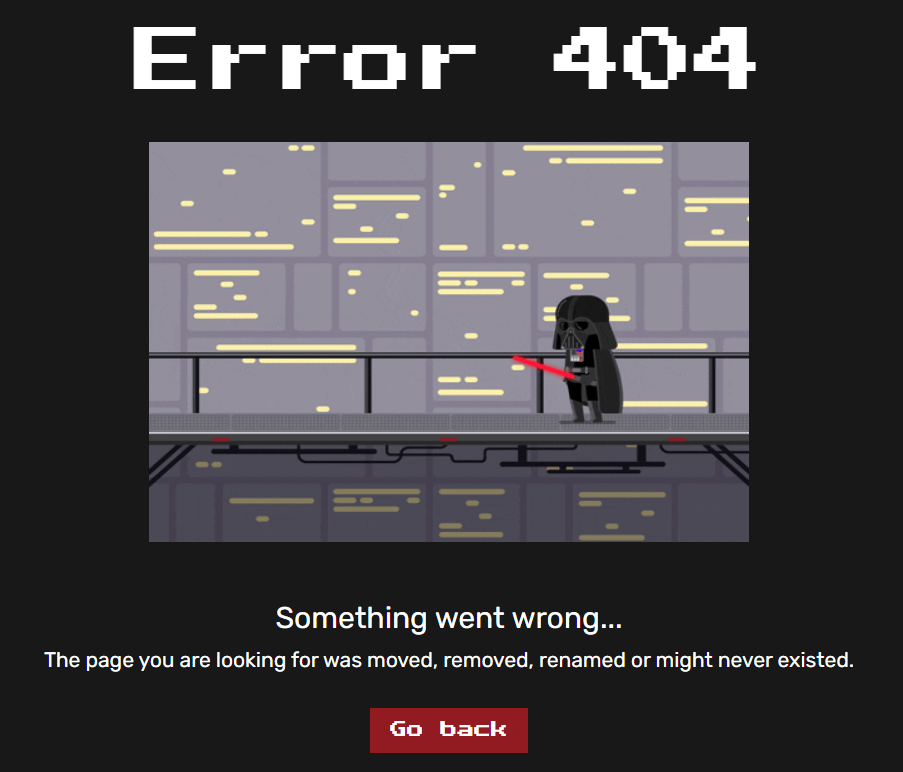 Error 404
Something went wrong...
The page you are looking for was moved, removed, renamed or might never existed.
Go back